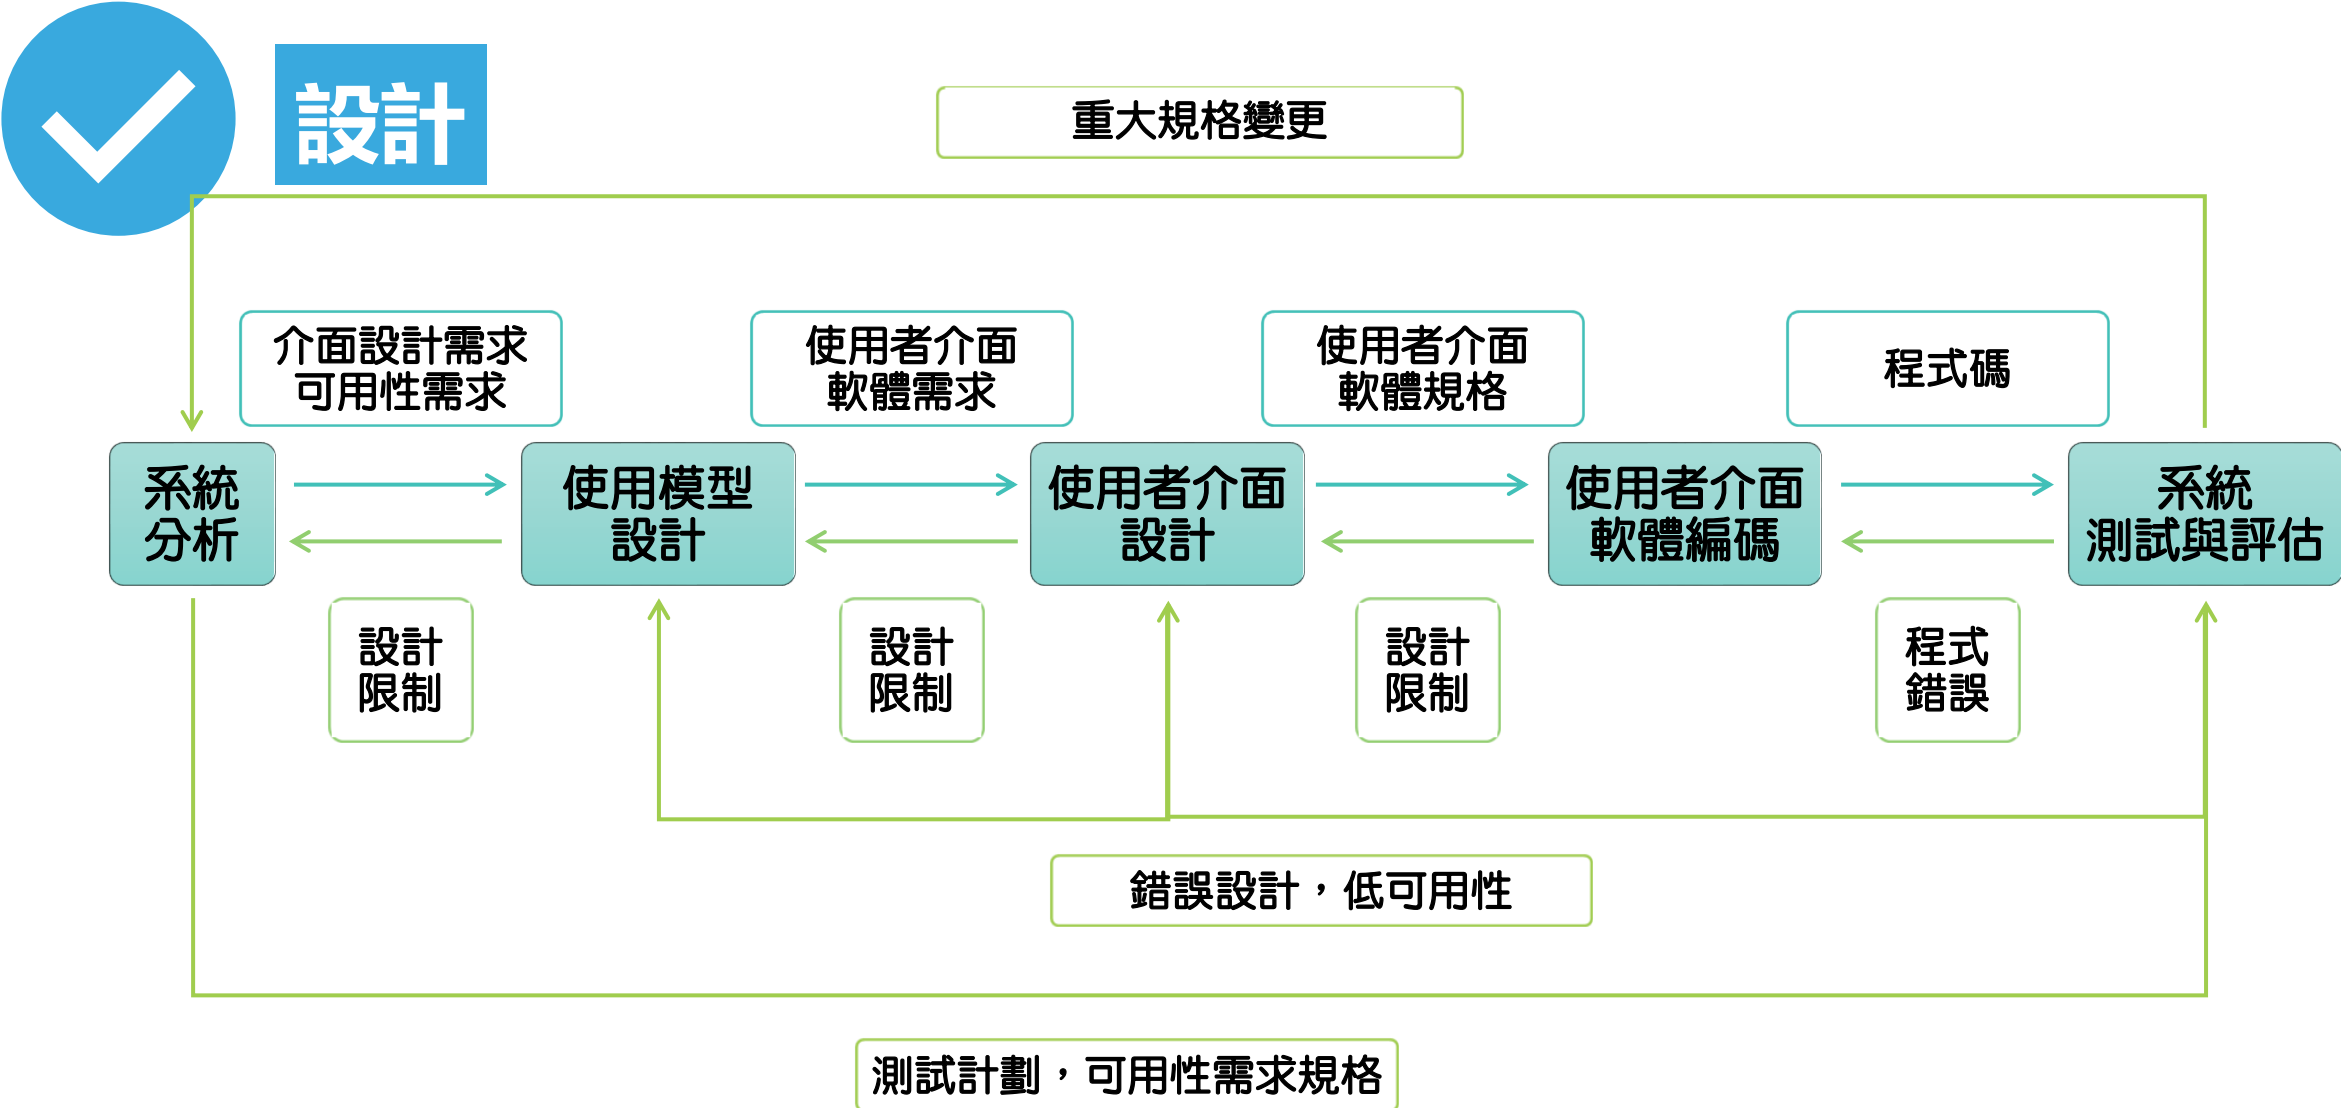 設計
重大規格變更
介面設計需求
可用性需求
使用者介面
軟體需求
使用者介面
軟體規格
程式碼
系統
分析
使用模型
設計
使用者介面
設計
使用者介面
軟體編碼
系統
測試與評估
設計
限制
設計
限制
設計
限制
程式
錯誤
錯誤設計，低可用性
測試計劃，可用性需求規格